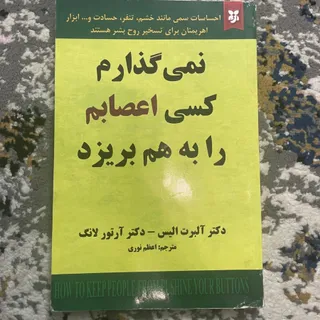 احساسات سمی مانند خشم، تنفر، حسادت و... ابزار
اهریمنان برای تسخیر روح بشر هستند
نمی‌گذارم
کسی اعصابم
را به هم بریزد
دکتر آلبرت الیس - دکتر آرتور لانگ
مترجم: اعظم نوری
HOW TO KEEP PEOPLE FROM PUSHING YOUR BUTTONS